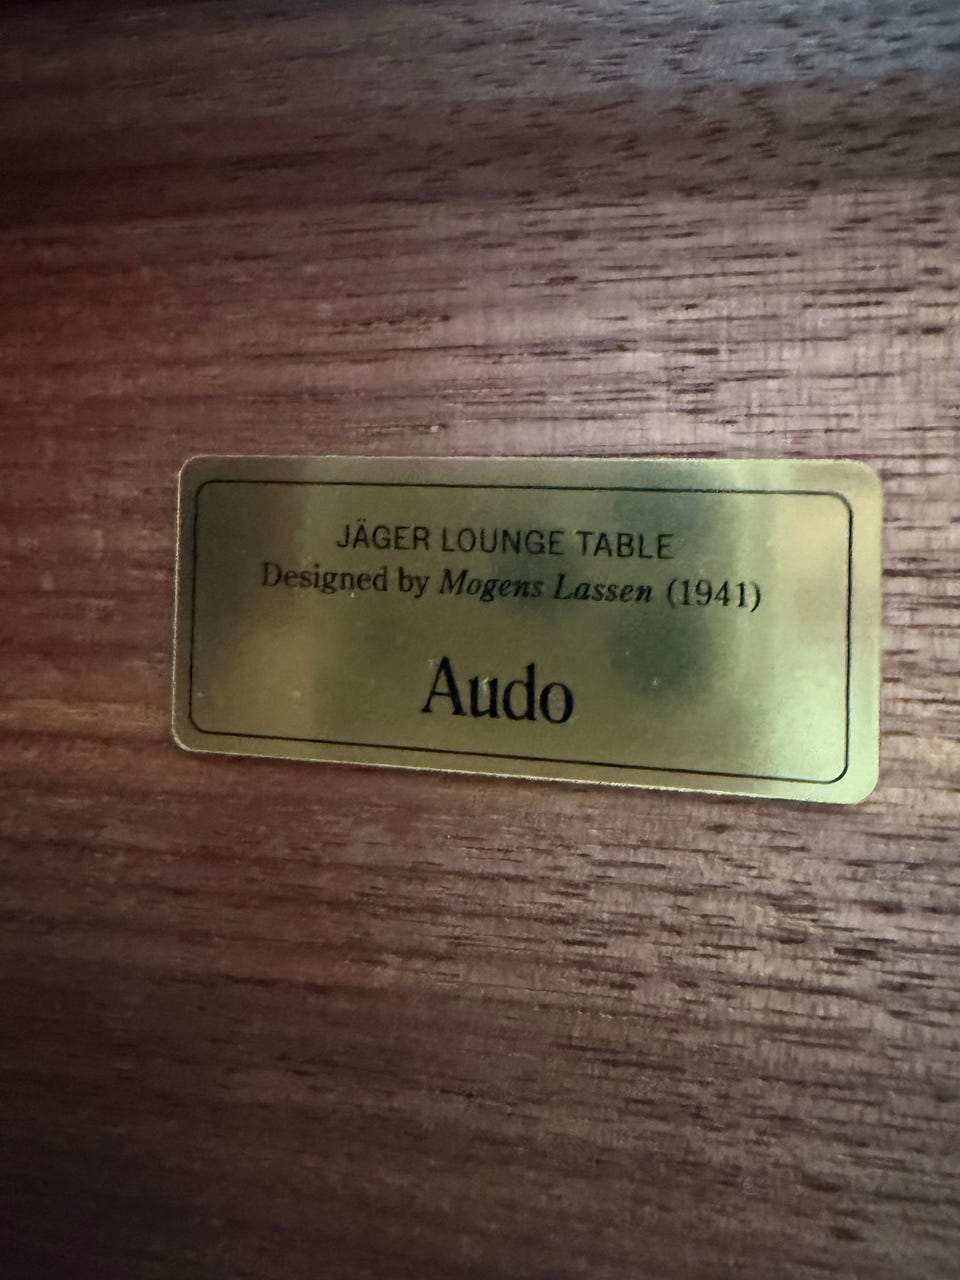 JÄGER LOUNGE TABLE
Designed by Mogens Lassen (1941)
Audo